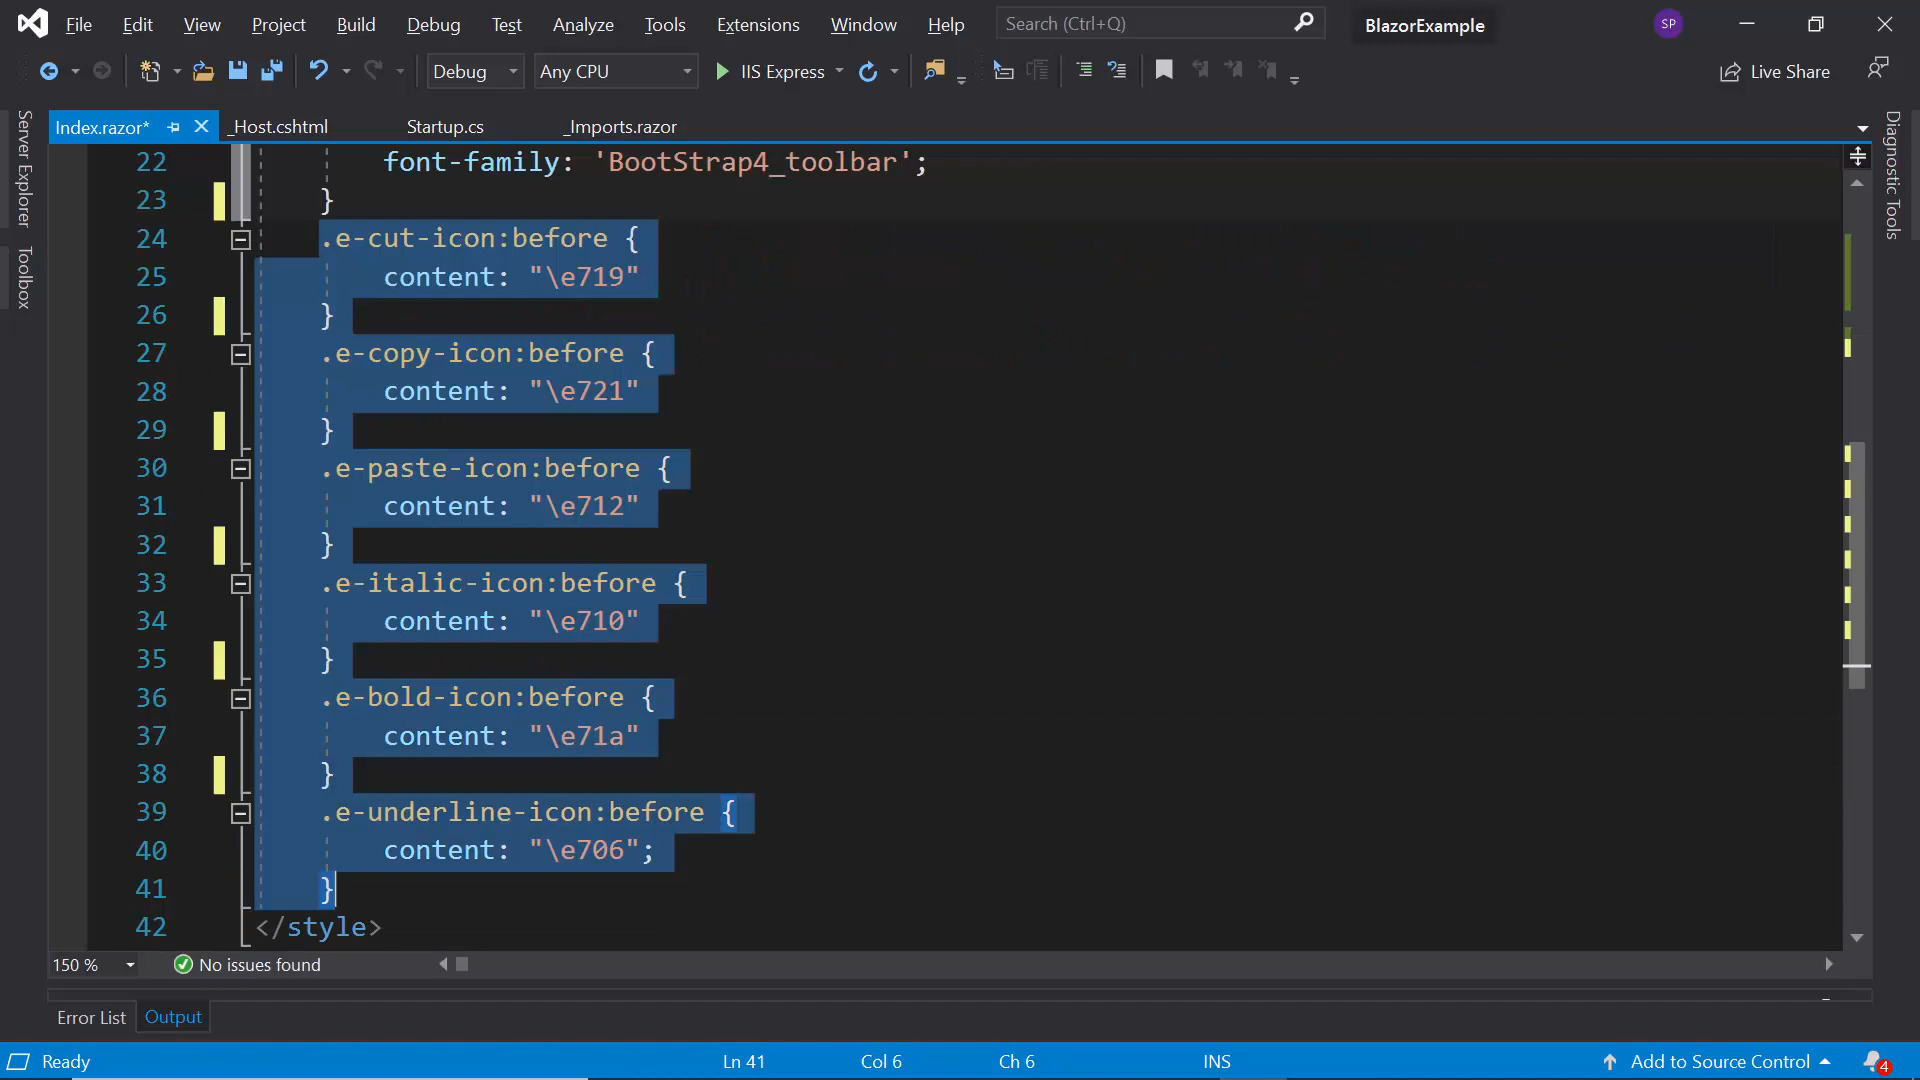 File Edit View Project Build Debug Test Analyze Tools Extensions Window Help Search (Ctrl+Q) BlazorExample SP
Debug Any CPU IIS Express Live Share
Server Explorer
Toolbox
Index.razor* _Host.cshtml Startup.cs _Imports.razor
Diagnostic Tools
22 font-family: 'BootStrap4_toolbar';
23 }
24 .e-cut-icon:before {
25 content: "\e719"
26 }
27 .e-copy-icon:before {
28 content: "\e721"
29 }
30 .e-paste-icon:before {
31 content: "\e712"
32 }
33 .e-italic-icon:before {
34 content: "\e710"
35 }
36 .e-bold-icon:before {
37 content: "\e71a"
38 }
39 .e-underline-icon:before {
40 content: "\e706";
41 }
42 </style>
150 % No issues found
Error List Output
Ready Ln 41 Col 6 Ch 6 INS Add to Source Control 4